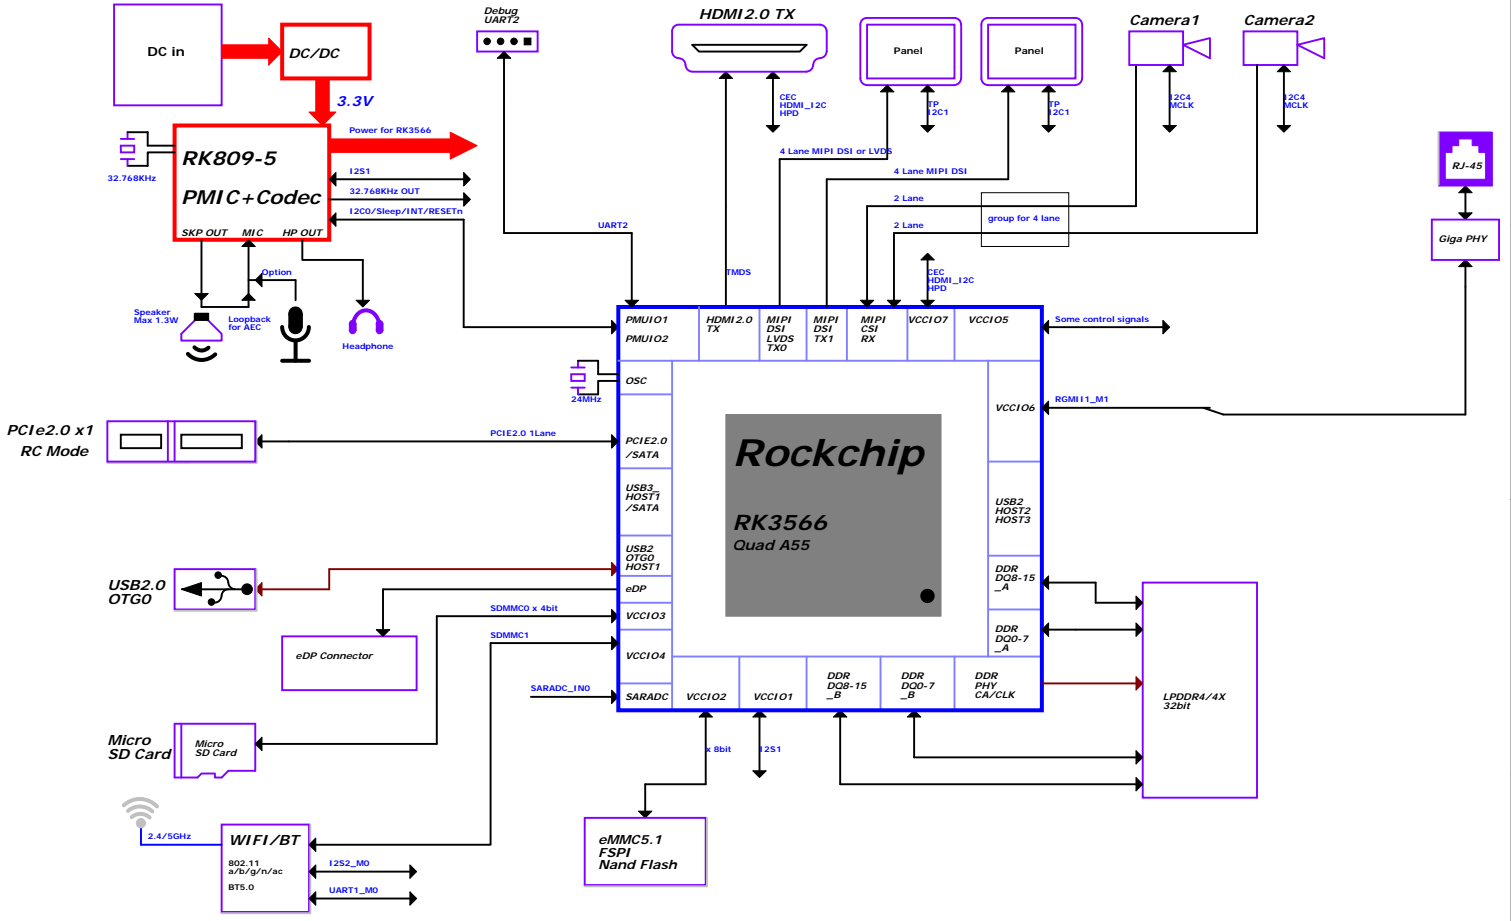 Debug
UART2
HDMI2.0 TX
Camera1
Camera2
DC in
DC/DC
Panel
Panel
3.3V
CEC
HDMI_I2C
HPD
TP
I2C1
TP
I2C1
I2C4
MCLK
I2C4
MCLK
Power for RK3566
RK809-5
PMIC+Codec
32.768KHz
I2S1
32.768KHz OUT
I2C0/Sleep/INT/RESETn
SKP OUT
MIC
HP OUT
4 Lane MIPI DSI or LVDS
4 Lane MIPI DSI
2 Lane
group for 4 lane
2 Lane
RJ-45
Giga PHY
UART2
TMDS
CEC
HDMI_I2C
HPD
Option
Speaker
Max 1.3W
Loopback
for AEC
Headphone
PMUIO1
PMUIO2
HDMI2.0
TX
MIPI
DSI
LVDS
TX0
MIPI
DSI
TX1
MIPI
CSI
RX
VCCIO7
VCCIO5
Some control signals
OSC
24MHz
VCCIO6
RGMII1_M1
PCIe2.0 x1
RC Mode
PCIE2.0 1Lane
PCIE2.0
/SATA
Rockchip
RK3566
Quad A55
USB3_
HOST1
/SATA
USB2
HOST2
HOST3
USB2
OTG0
HOST1
USB2.0
OTG0
eDP
DDR
DQ8-15
_A
SDMMC0 x 4bit
VCCIO3
SDMMC1
VCCIO4
DDR
DQ0-7
_A
eDP Connector
SARADC_IN0
SARADC
VCCIO2
VCCIO1
DDR
DQ8-15
_B
DDR
DQ0-7
_B
DDR
PHY
CA/CLK
LPDDR4/4X
32bit
Micro
SD Card
Micro
SD Card
x 8bit
I2S1
2.4/5GHz
WIFI/BT
802.11
a/b/g/n/ac
BT5.0
I2S2_M0
UART1_M0
eMMC5.1
FSPI
Nand Flash